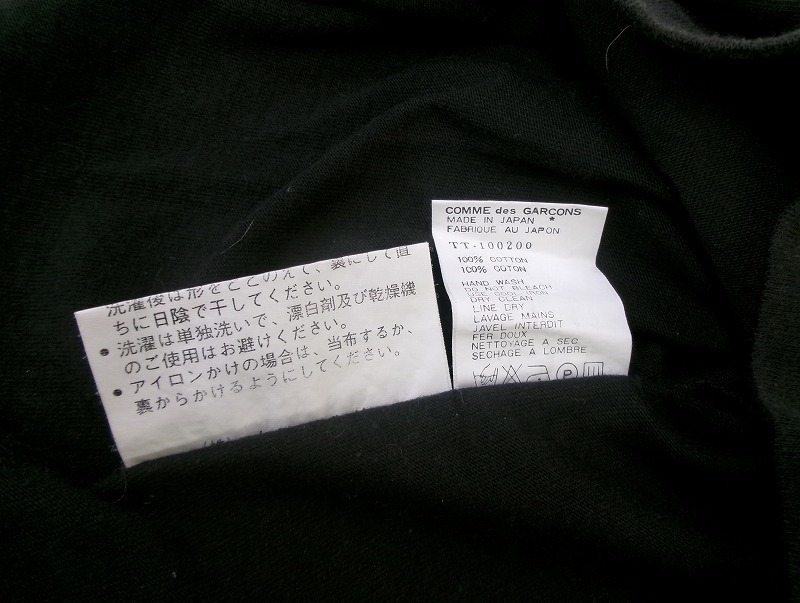 洗濯後は形をととのえて、裏にして直
ちに日陰で干してください。
● 洗濯は単独洗いで、漂白剤及び乾燥機
のご使用はお避けください。
● アイロンかけの場合は、当布するか、
裏からかけるようにしてください。
COMME des GARCONS
MADE IN JAPAN *
FABRIQUE AU JAPON
TT-100200
100% COTTON
100% COTON
HAND WASH
DO NOT BLEACH
USE COOL IRON
DRY CLEAN
LINE DRY
LAVAGE MAINS
JAVEL INTERDIT
FER DOUX
NETTOYAGE A SEC
SECHAGE A LOMBRE